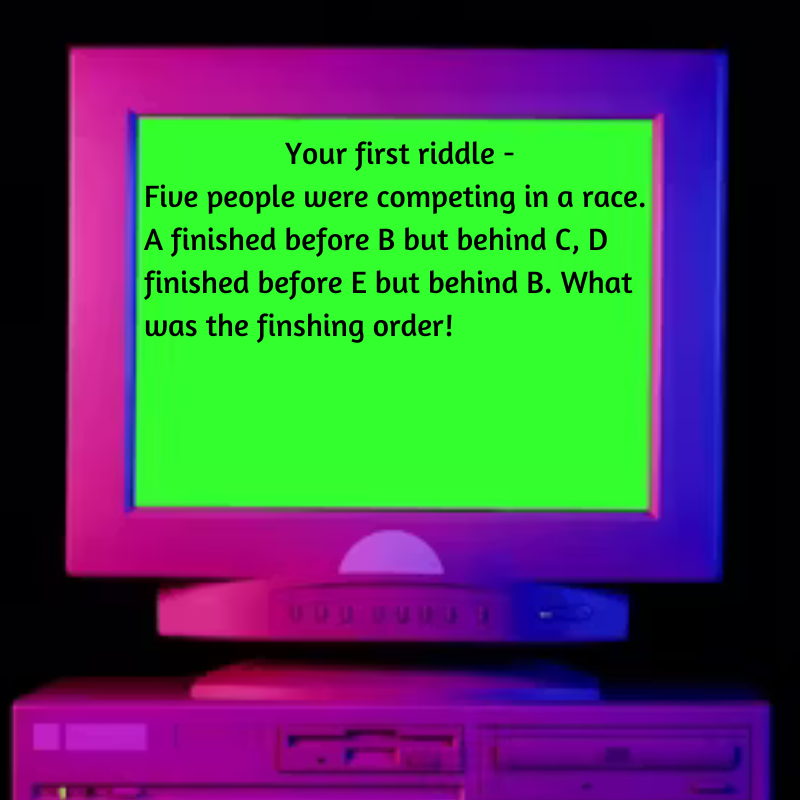 Your first riddle -
Five people were competing in a race.
A finished before B but behind C, D
finished before E but behind B. What
was the finshing order!